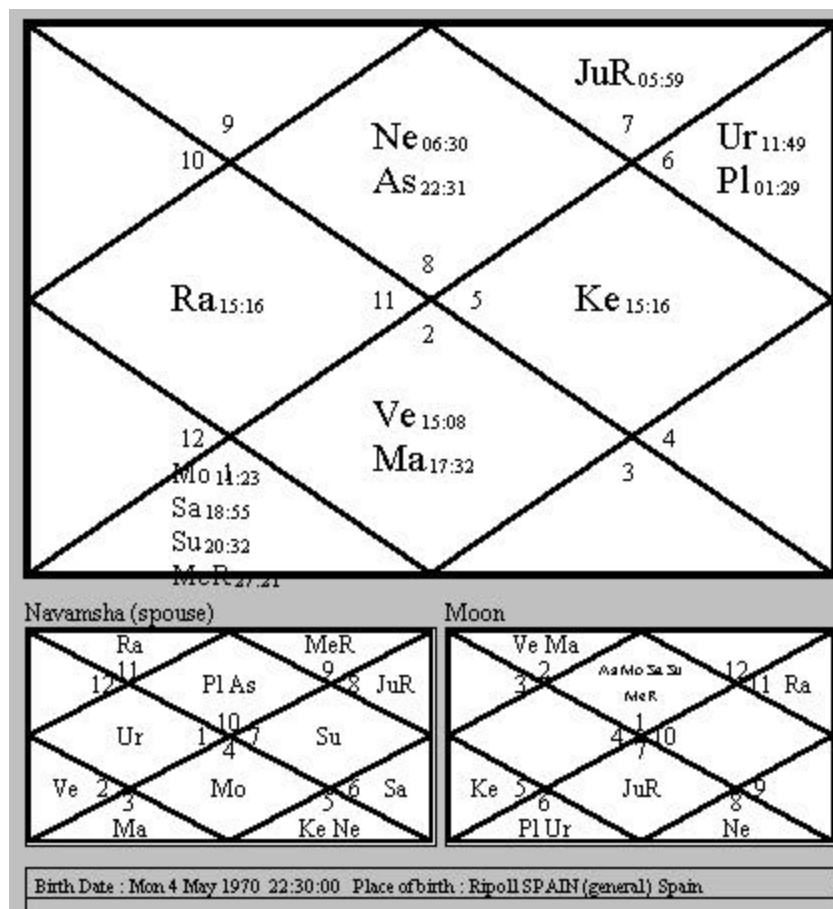 JuR 05:59
9
7
Ne 06:30
Ur 11:49
10
6
As 22:31
Pl 01:29
8
Ra 15:16
11
5
Ke 15:16
2
Ve 15:08
12
4
Ma 17:32
Mo 11:23
1
3
Sa 18:55
Su 20:32
MeR 27:21
Navamsha (spouse)
Moon
Ra
MeR
11
9
12
Pl As
8
JuR
10
Ur
1
7
Su
4
Ve
2
Mo
6
Sa
3
5
Ma
Ke Ne
Ve Ma
2
As Mo Sa Su
12
3
MeR
11
Ra
1
4
10
7
Ke
5
JuR
9
6
8
Pl Ur
Ne
Birth Date : Mon 4 May 1970 22:30:00 Place of birth : Ripoll SPAIN (general) Spain